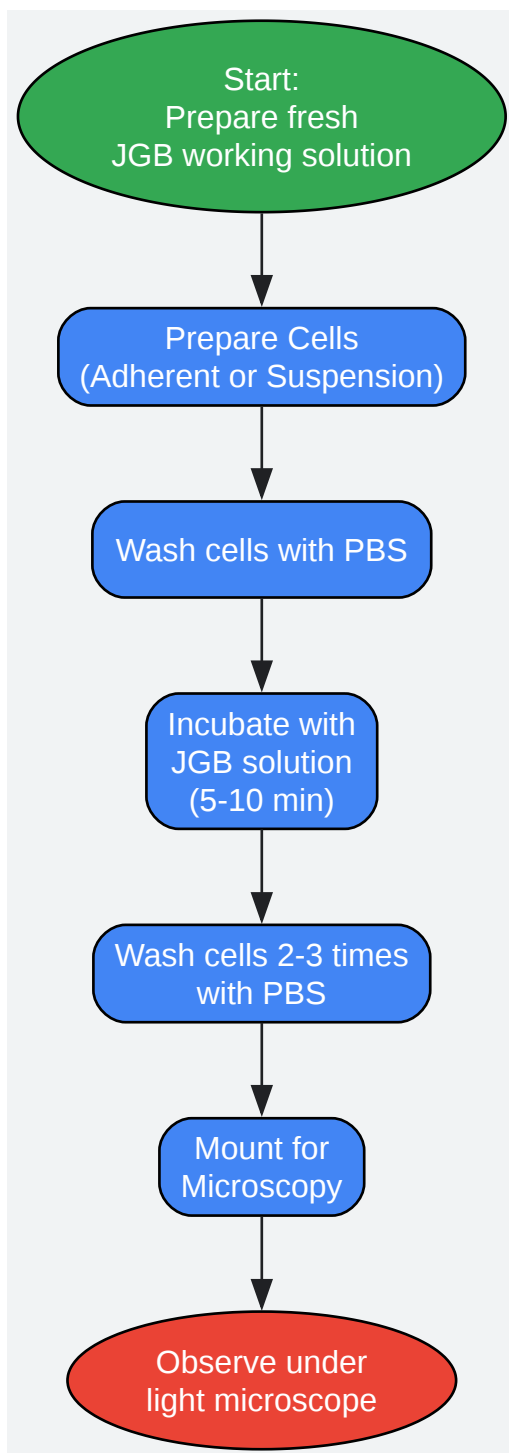 Start:
Prepare fresh
JGB working solution
Prepare Cells
(Adherent or Suspension)
Wash cells with PBS
Incubate with
JGB solution
(5-10 min)
Wash cells 2-3 times
with PBS
Mount for
Microscopy
Observe under
light microscope